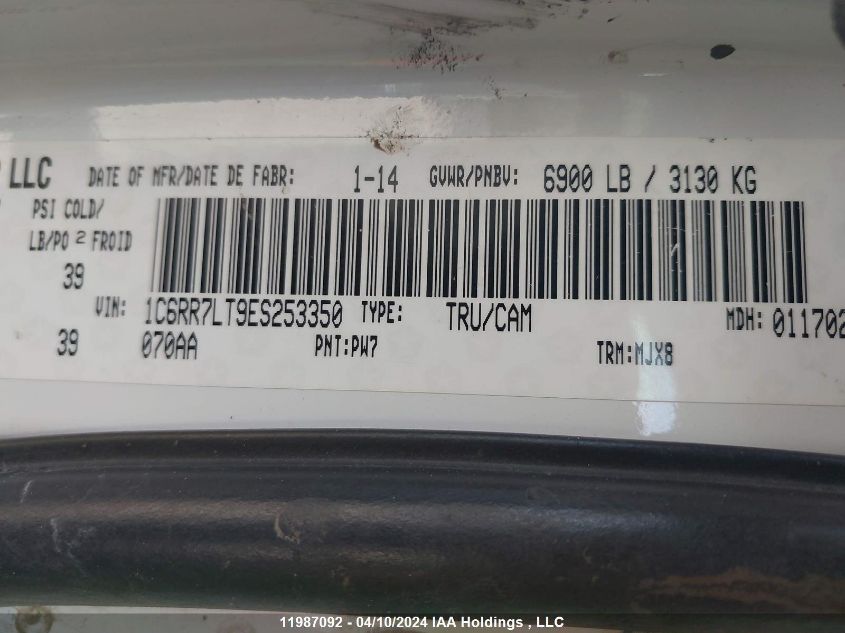 LLC DATE OF MFR/DATE DE FABR: 1-14 GVWR/PNBV: 6900 LB / 3130 KG
PSI COLD/
LB/PO 2 FROID
39
VIN: 1C6RR7LT9ES253350 TYPE: TRU/CAM MDH: 011702
39 070AA PNT:PW7 TRM:MJX8
11987092 - 04/10/2024 IAA Holdings , LLC